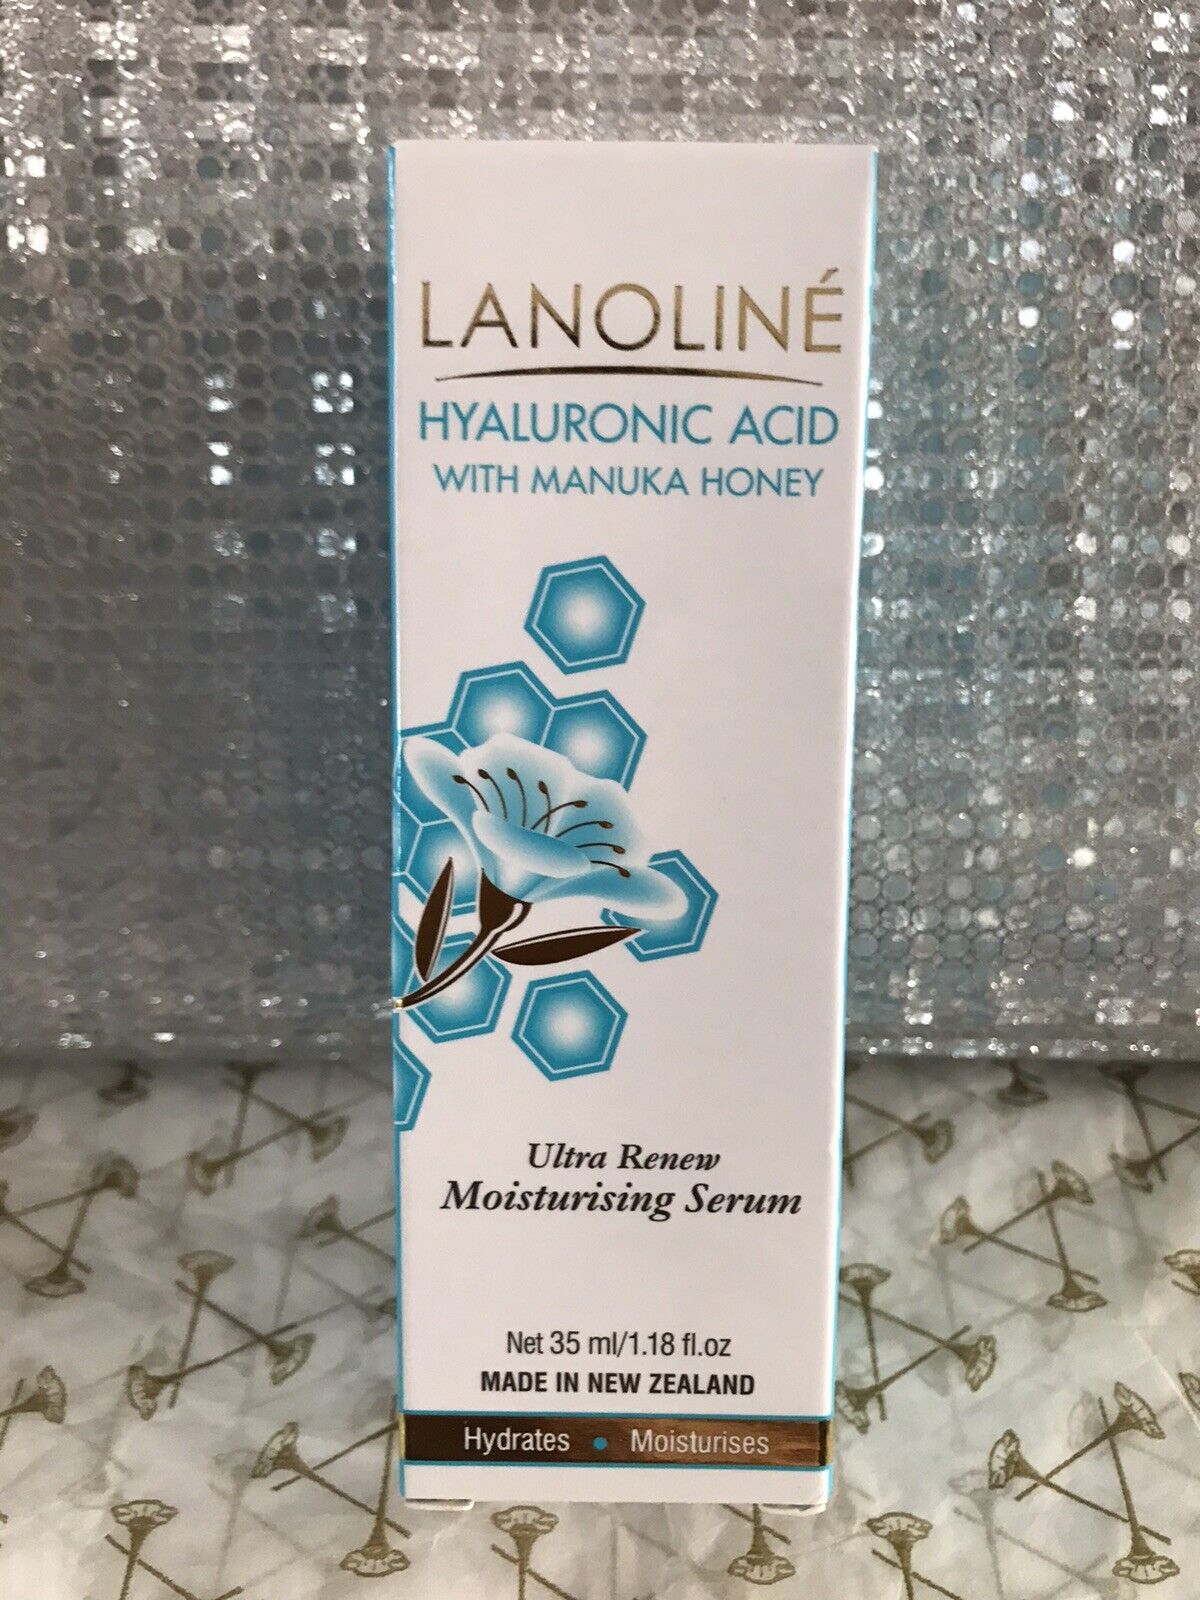 LANOLINÉ
HYALURONIC ACID
WITH MANUKA HONEY
Ultra Renew
Moisturising Serum
Net 35 ml/1.18 fl.oz
MADE IN NEW ZEALAND
Hydrates • Moisturises